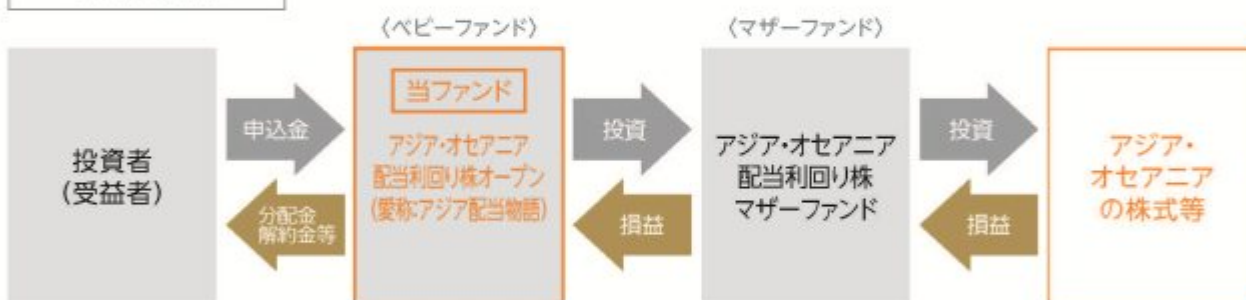 〈ベビーファンド〉
〈マザーファンド〉
投資者
(受益者)
申込金
分配金
解約金等
当ファンド
アジア・オセアニア
配当利回り株オープン
(愛称:アジア配当物語)
投資
損益
アジア・オセアニア
配当利回り株
マザーファンド
投資
損益
アジア・
オセアニア
の株式等